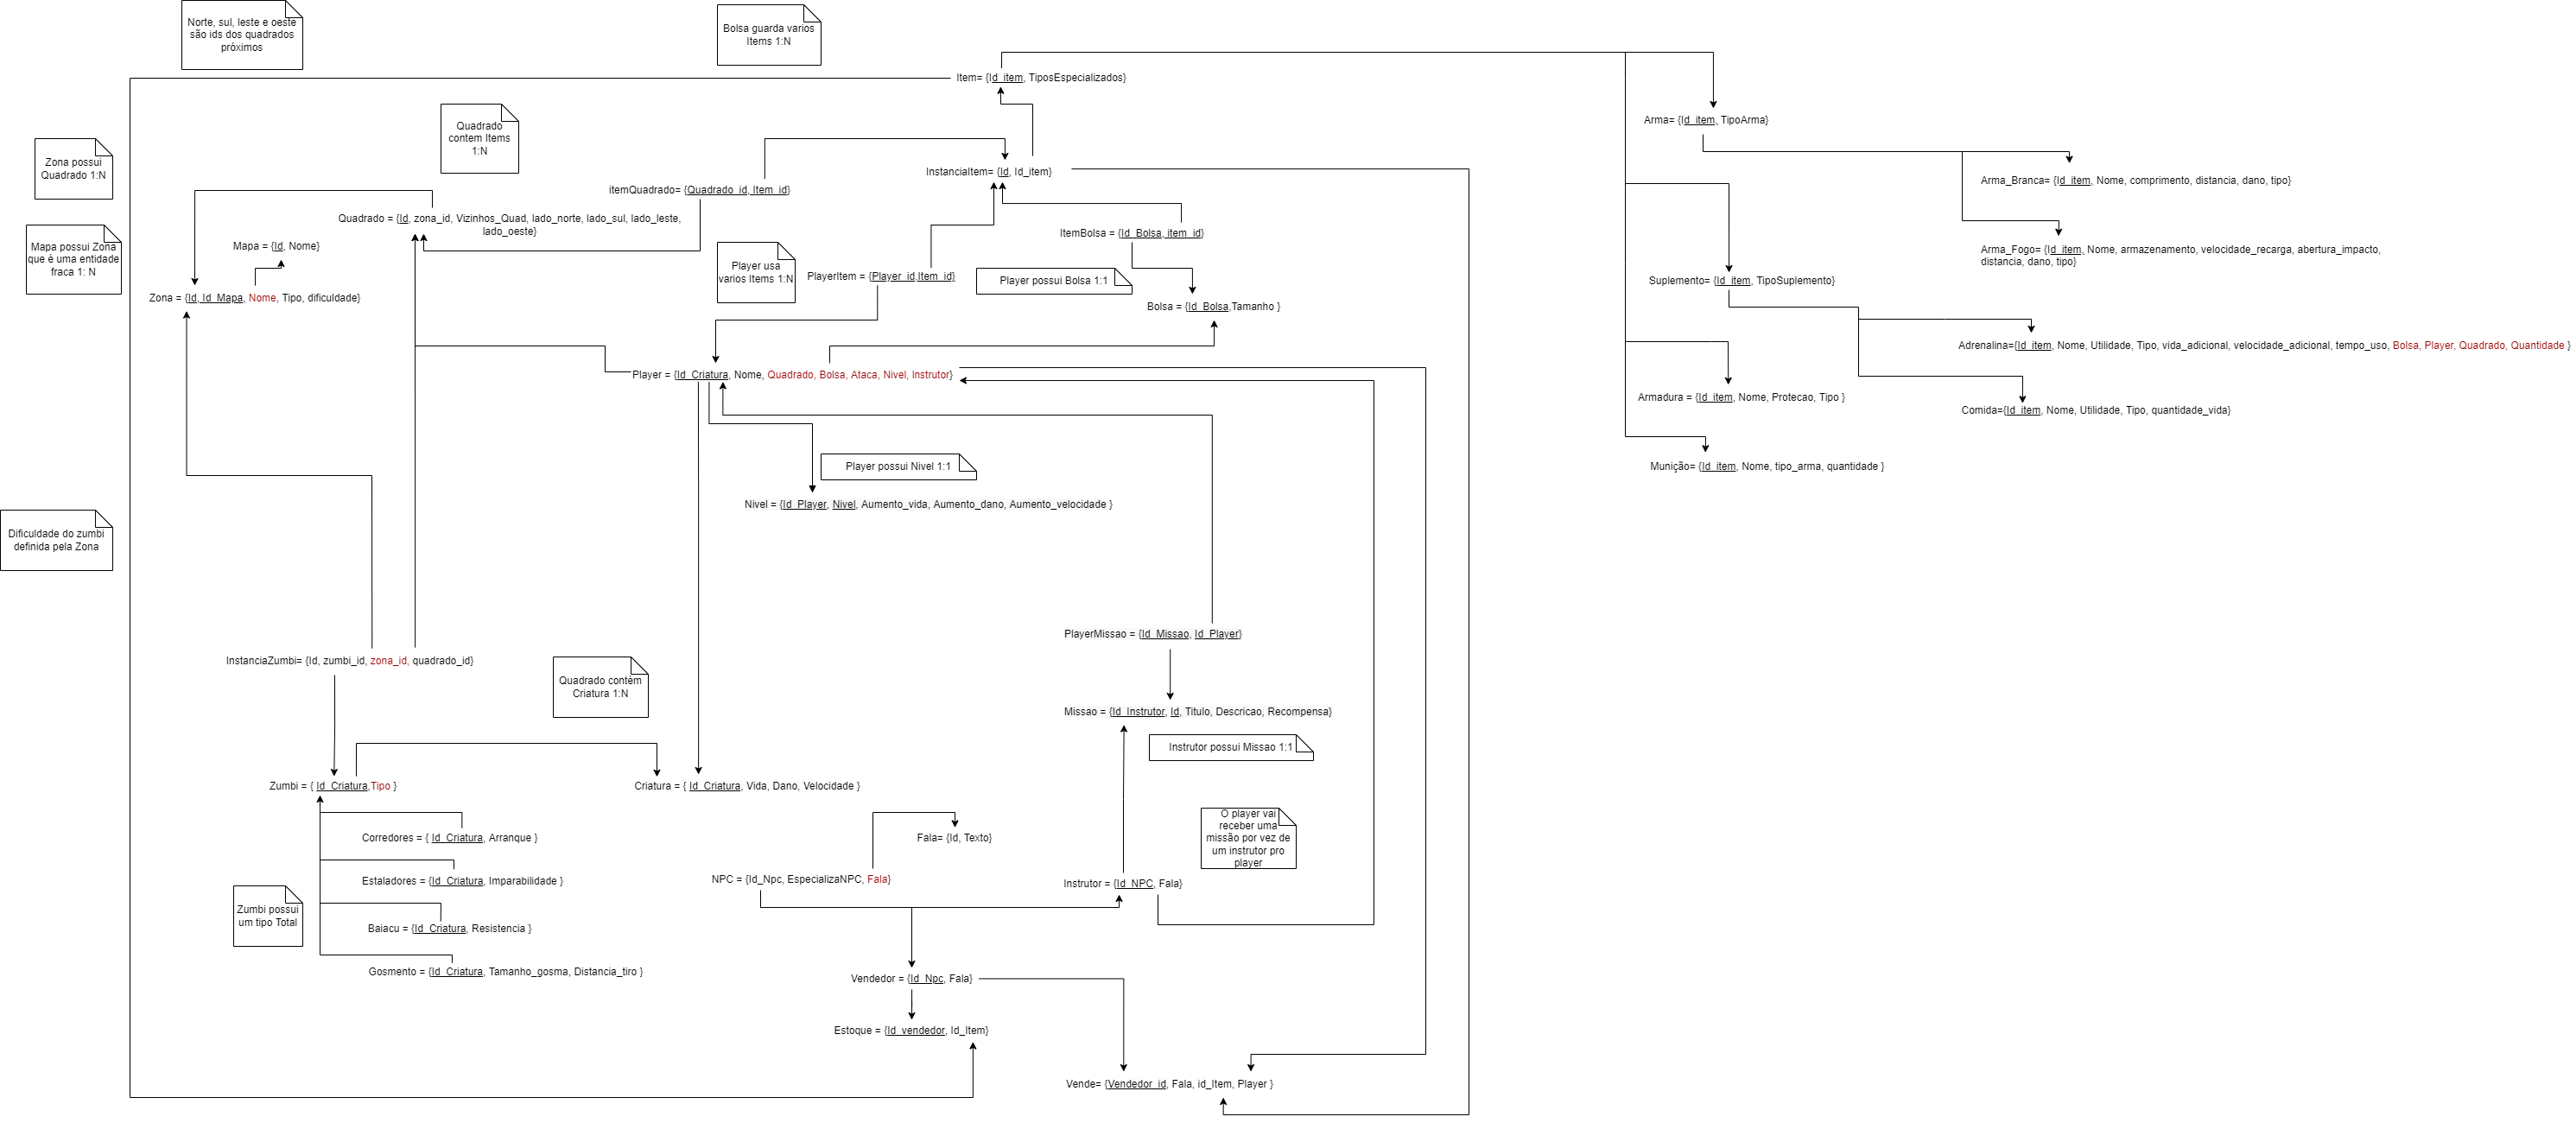 Norte, sul, leste e oeste
são ids dos quadrados
próximos
Bolsa guarda varios
Items 1:N
Item= {Id_item, TiposEspecializados}
Quadrado
contem Items
1:N
Arma= {Id_item, TipoArma}
Zona possui
Quadrado 1:N
InstanciaItem= {Id, Id_item}
Arma_Branca= {Id_item, Nome, comprimento, distancia, dano, tipo}
itemQuadrado= {Quadrado_id, Item_id}
Quadrado = {Id, zona_id, Vizinhos_Quad, lado_norte, lado_sul, lado_leste,
lado_oeste}
ItemBolsa = {Id_Bolsa, item_id}
Mapa possui Zona
que é uma entidade
fraca 1: N
Mapa = {Id, Nome}
Arma_Fogo= {Id_item, Nome, armazenamento, velocidade_recarga, abertura_impacto,
distancia, dano, tipo}
Player usa
varios Items 1:N
PlayerItem = {Player_id,Item_id}
Player possui Bolsa 1:1
Suplemento= {Id_item, TipoSuplemento}
Zona = {Id, Id_Mapa, Nome, Tipo, dificuldade}
Bolsa = {Id_Bolsa,Tamanho }
Adrenalina={Id_item, Nome, Utilidade, Tipo, vida_adicional, velocidade_adicional, tempo_uso, Bolsa, Player, Quadrado, Quantidade }
Player = {Id_Criatura, Nome, Quadrado, Bolsa, Ataca, Nivel, Instrutor}
Armadura = {Id_item, Nome, Protecao, Tipo }
Comida={Id_item, Nome, Utilidade, Tipo, quantidade_vida}
Player possui Nivel 1:1
Munição= {Id_item, Nome, tipo_arma, quantidade }
Nivel = {Id_Player, Nivel, Aumento_vida, Aumento_dano, Aumento_velocidade }
Dificuldade do zumbi
definida pela Zona
PlayerMissao = {Id_Missao, Id_Player}
InstanciaZumbi= {Id, zumbi_id, zona_id, quadrado_id}
Quadrado contém
Criatura 1:N
Missao = {Id_Instrutor, Id, Titulo, Descricao, Recompensa}
Instrutor possui Missao 1:1
Zumbi = { Id_Criatura,Tipo }
Criatura = { Id_Criatura, Vida, Dano, Velocidade }
O player vai
receber uma
missão por vez de
um instrutor pro
player
Corredores = { Id_Criatura, Arranque }
Fala= {Id, Texto}
Estaladores = {Id_Criatura, Imparabilidade }
NPC = {Id_Npc, EspecializaNPC, Fala}
Instrutor = {Id_NPC, Fala}
Zumbi possui
um tipo Total
Baiacu = {Id_Criatura, Resistencia }
Gosmento = {Id_Criatura, Tamanho_gosma, Distancia_tiro }
Vendedor = {Id_Npc, Fala}
Estoque = {Id_vendedor, Id_Item}
Vende= {Vendedor_id, Fala, id_Item, Player }